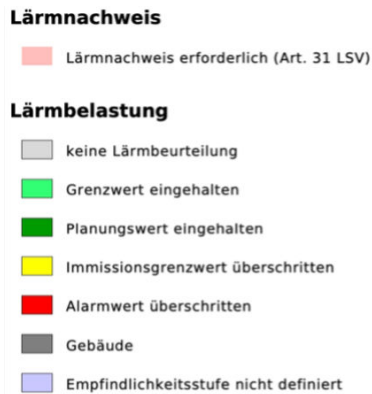 Lärmnachweis
Lärmnachweis erforderlich (Art. 31 LSV)
Lärmbelastung
keine Lärmbeurteilung
Grenzwert eingehalten
Planungswert eingehalten
Immissionsgrenzwert überschritten
Alarmwert überschritten
Gebäude
Empfindlichkeitsstufe nicht definiert